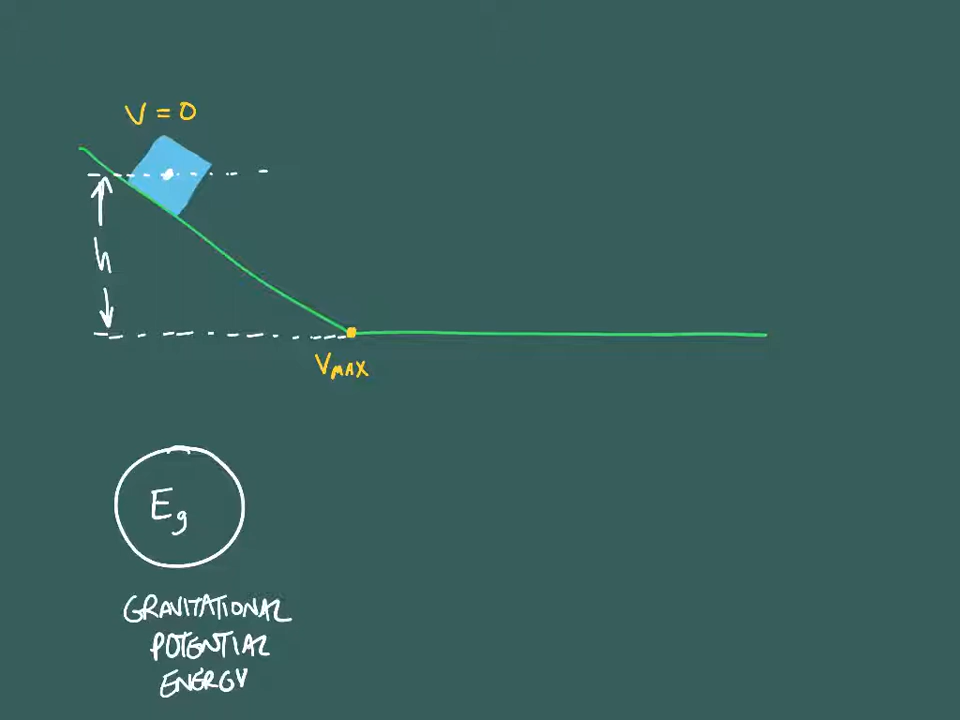 V = 0
h
VMAX
Eg
GRAVITATIONAL
POTENTIAL
ENERGY